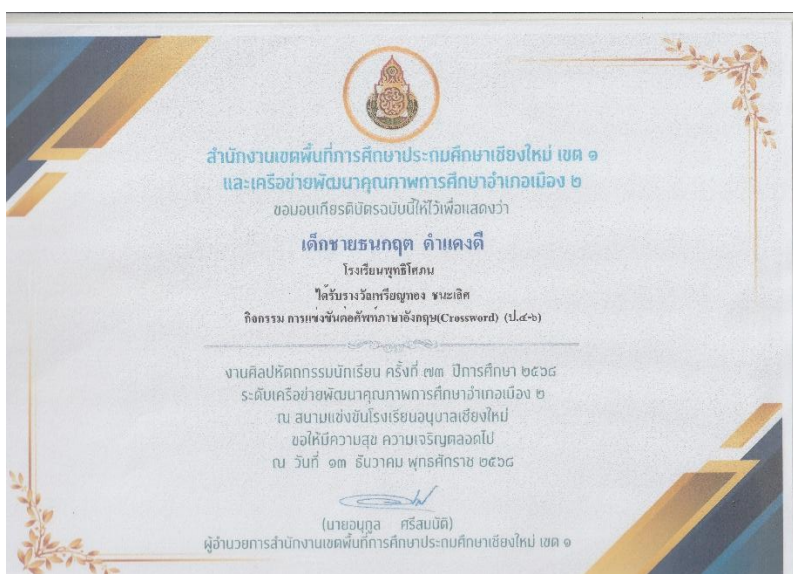 สำนักงานเขตพื้นที่การศึกษาประถมศึกษาเชียงใหม่ เขต ๑
และเครือข่ายพัฒนาคุณภาพการศึกษาอำเภอเมือง ๒
ขอมอบเกียรติบัตรฉบับนี้ให้ไว้เพื่อแสดงว่า
เด็กชายธนกฤต ดำแดงดี
โรงเรียนพุทธิโศภน
ได้รับรางวัลเหรียญทอง ชนะเลิศ
กิจกรรม การแข่งขันต่อศัพท์ภาษาอังกฤษ(Crossword) (ป.๔-๖)
งานศิลปหัตถกรรมนักเรียน ครั้งที่ ๗๓ ปีการศึกษา ๒๕๖๘
ระดับเครือข่ายพัฒนาคุณภาพการศึกษาอำเภอเมือง ๒
ณ สนามแข่งขันโรงเรียนอนุบาลเชียงใหม่
ขอให้มีความสุข ความเจริญตลอดไป
ณ วันที่ ๑๓ ธันวาคม พุทธศักราช ๒๕๖๘
(นายอนุกูล ศรีสมบัติ)
ผู้อำนวยการสำนักงานเขตพื้นที่การศึกษาประถมศึกษาเชียงใหม่ เขต ๑